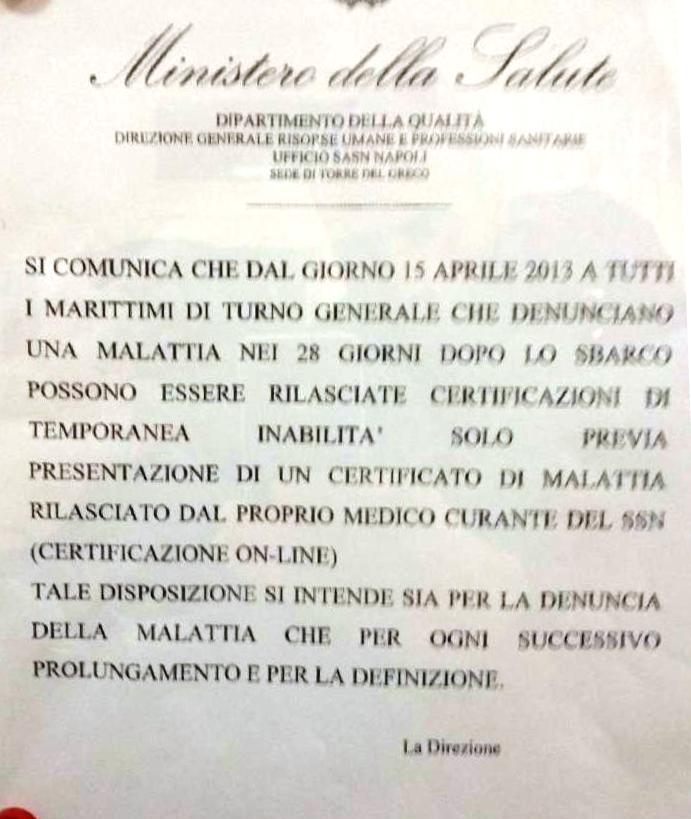 Ministero della Salute
DIPARTIMENTO DELLA QUALITÀ
DIREZIONE GENERALE RISORSE UMANE E PROFESSIONI SANITARIE
UFFICIO SASN NAPOLI
SEDE DI TORRE DEL GRECO
SI COMUNICA CHE DAL GIORNO 15 APRILE 2013 A TUTTI
I MARITTIMI DI TURNO GENERALE CHE DENUNCIANO
UNA MALATTIA NEI 28 GIORNI DOPO LO SBARCO
POSSONO ESSERE RILASCIATE CERTIFICAZIONI DI
TEMPORANEA INABILITA' SOLO PREVIA
PRESENTAZIONE DI UN CERTIFICATO DI MALATTIA
RILASCIATO DAL PROPRIO MEDICO CURANTE DEL SSN
(CERTIFICAZIONE ON-LINE)
TALE DISPOSIZIONE SI INTENDE SIA PER LA DENUNCIA
DELLA MALATTIA CHE PER OGNI SUCCESSIVO
PROLUNGAMENTO E PER LA DEFINIZIONE.
La Direzione